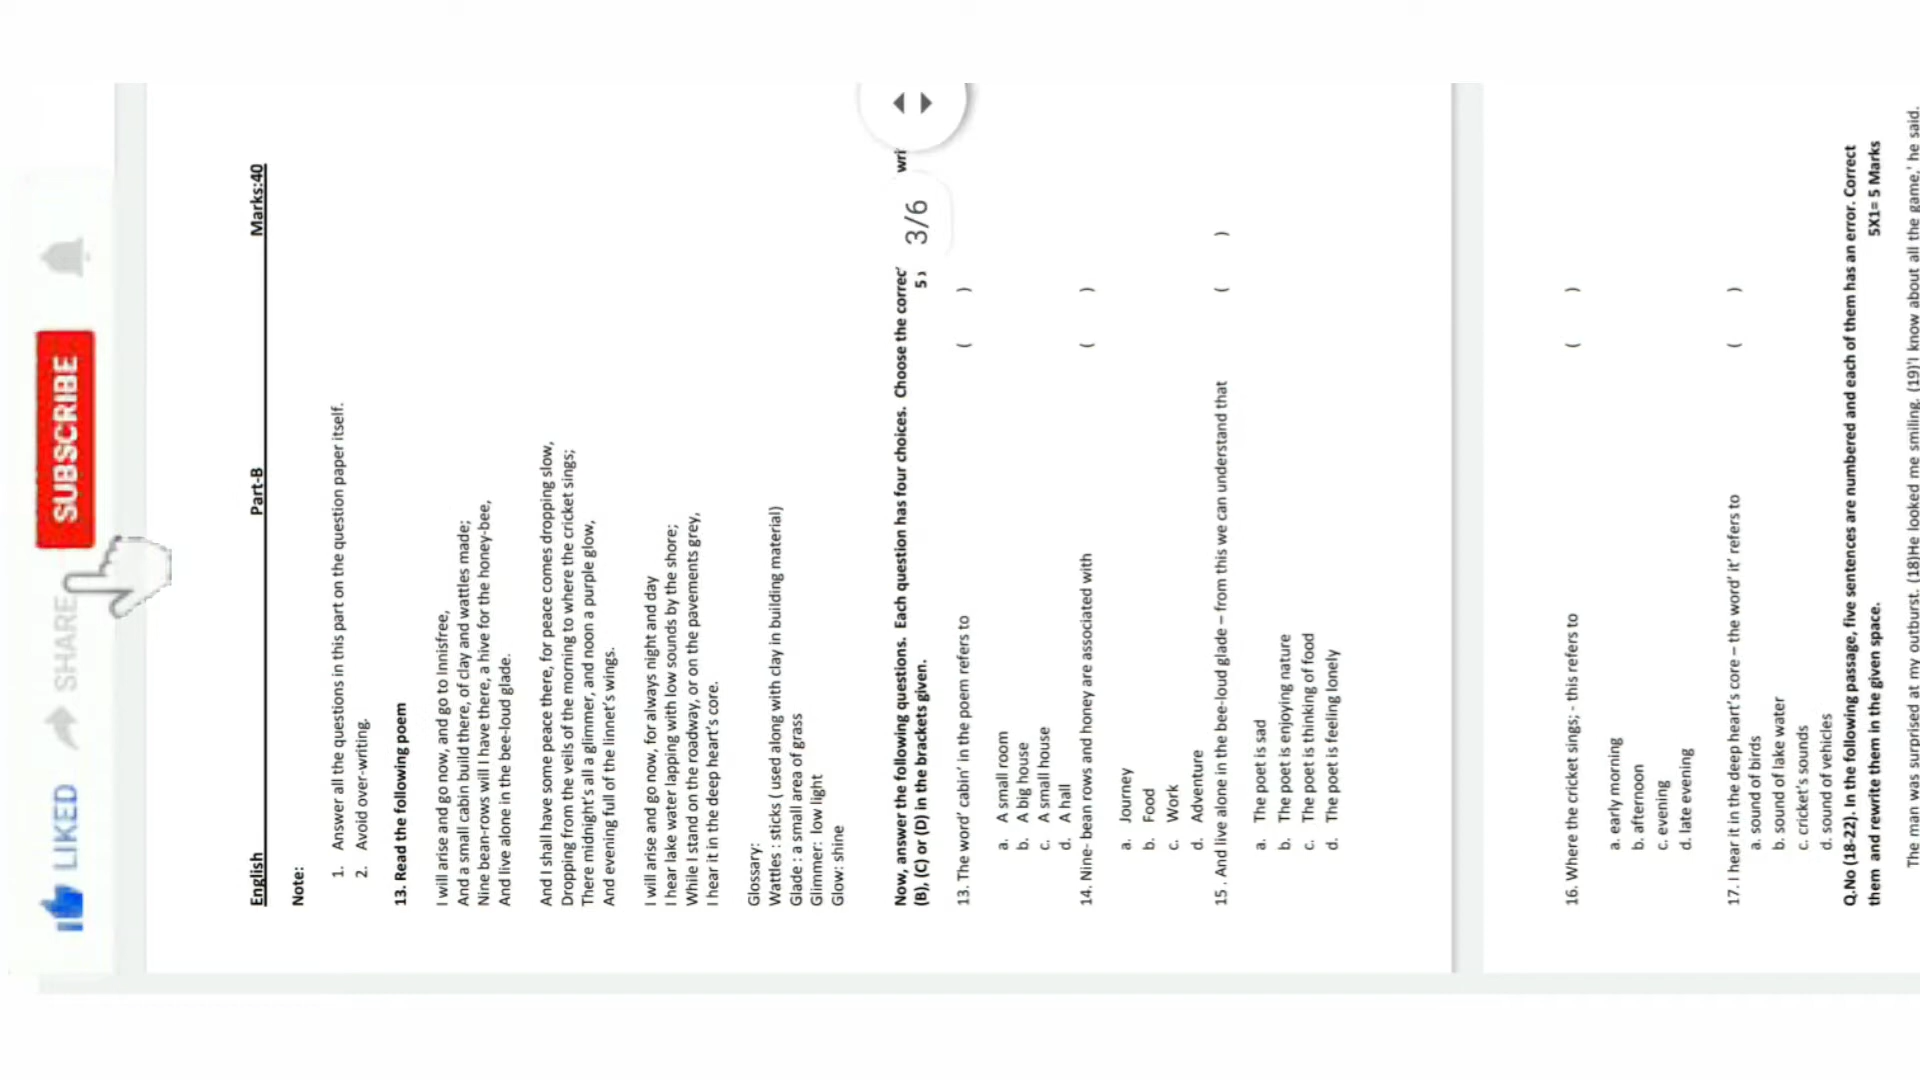 LIKED SHARE SUBSCRIBE
English Part-B Marks:40
Note:
1. Answer all the questions in this part on the question paper itself.
2. Avoid over-writing.
13. Read the following poem
I will arise and go now, and go to Innisfree,
And a small cabin build there, of clay and wattles made;
Nine bean-rows will I have there, a hive for the honey-bee,
And live alone in the bee-loud glade.
And I shall have some peace there, for peace comes dropping slow,
Dropping from the veils of the morning to where the cricket sings;
There midnight's all a glimmer, and noon a purple glow,
And evening full of the linnet's wings.
I will arise and go now, for always night and day
I hear lake water lapping with low sounds by the shore;
While I stand on the roadway, or on the pavements grey,
I hear it in the deep heart's core.
Glossary:
Wattles : sticks ( used along with clay in building material)
Glade : a small area of grass
Glimmer: low light
Glow: shine
Now, answer the following questions. Each question has four choices. Choose the correc
(B), (C) or (D) in the brackets given. 5
3/6
13. The word' cabin' in the poem refers to ( )
a. A small room
b. A big house
c. A small house
d. A hall
14. Nine- bean rows and honey are associated with ( )
a. Journey
b. Food
c. Work
d. Adventure
15 . And live alone in the bee-loud glade – from this we can understand that ( )
a. The poet is sad
b. The poet is enjoying nature
c. The poet is thinking of food
d. The poet is feeling lonely
16. Where the cricket sings; - this refers to ( )
a. early morning
b. afternoon
c. evening
d. late evening
17. I hear it in the deep heart's core – the word' it' refers to ( )
a. sound of birds
b. sound of lake water
c. cricket's sounds
d. sound of vehicles
Q.No (18-22). In the following passage, five sentences are numbered and each of them has an error. Correct
them and rewrite them in the given space. 5X1= 5 Marks
The man was surprised at my outburst. (18)He looked me smiling. (19)'I know about all the game,' he said.